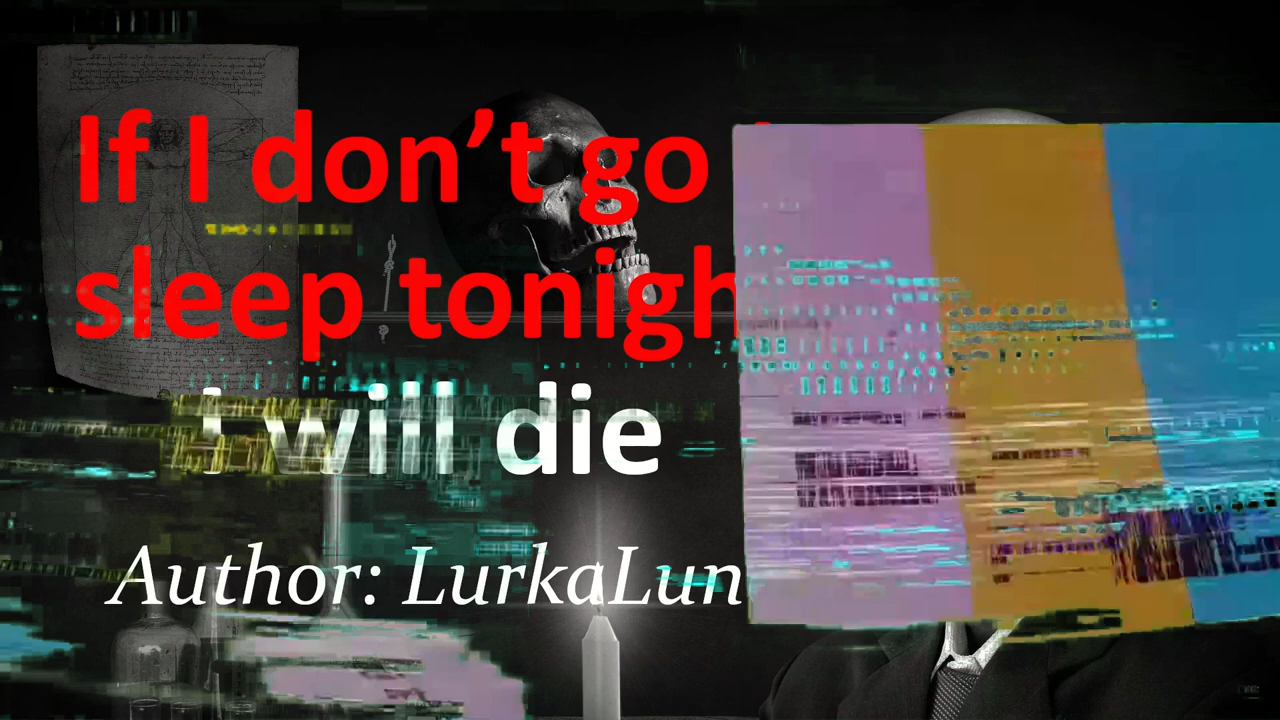 If I don’t go
sleep tonigh
I will die
Author: LurkaLun